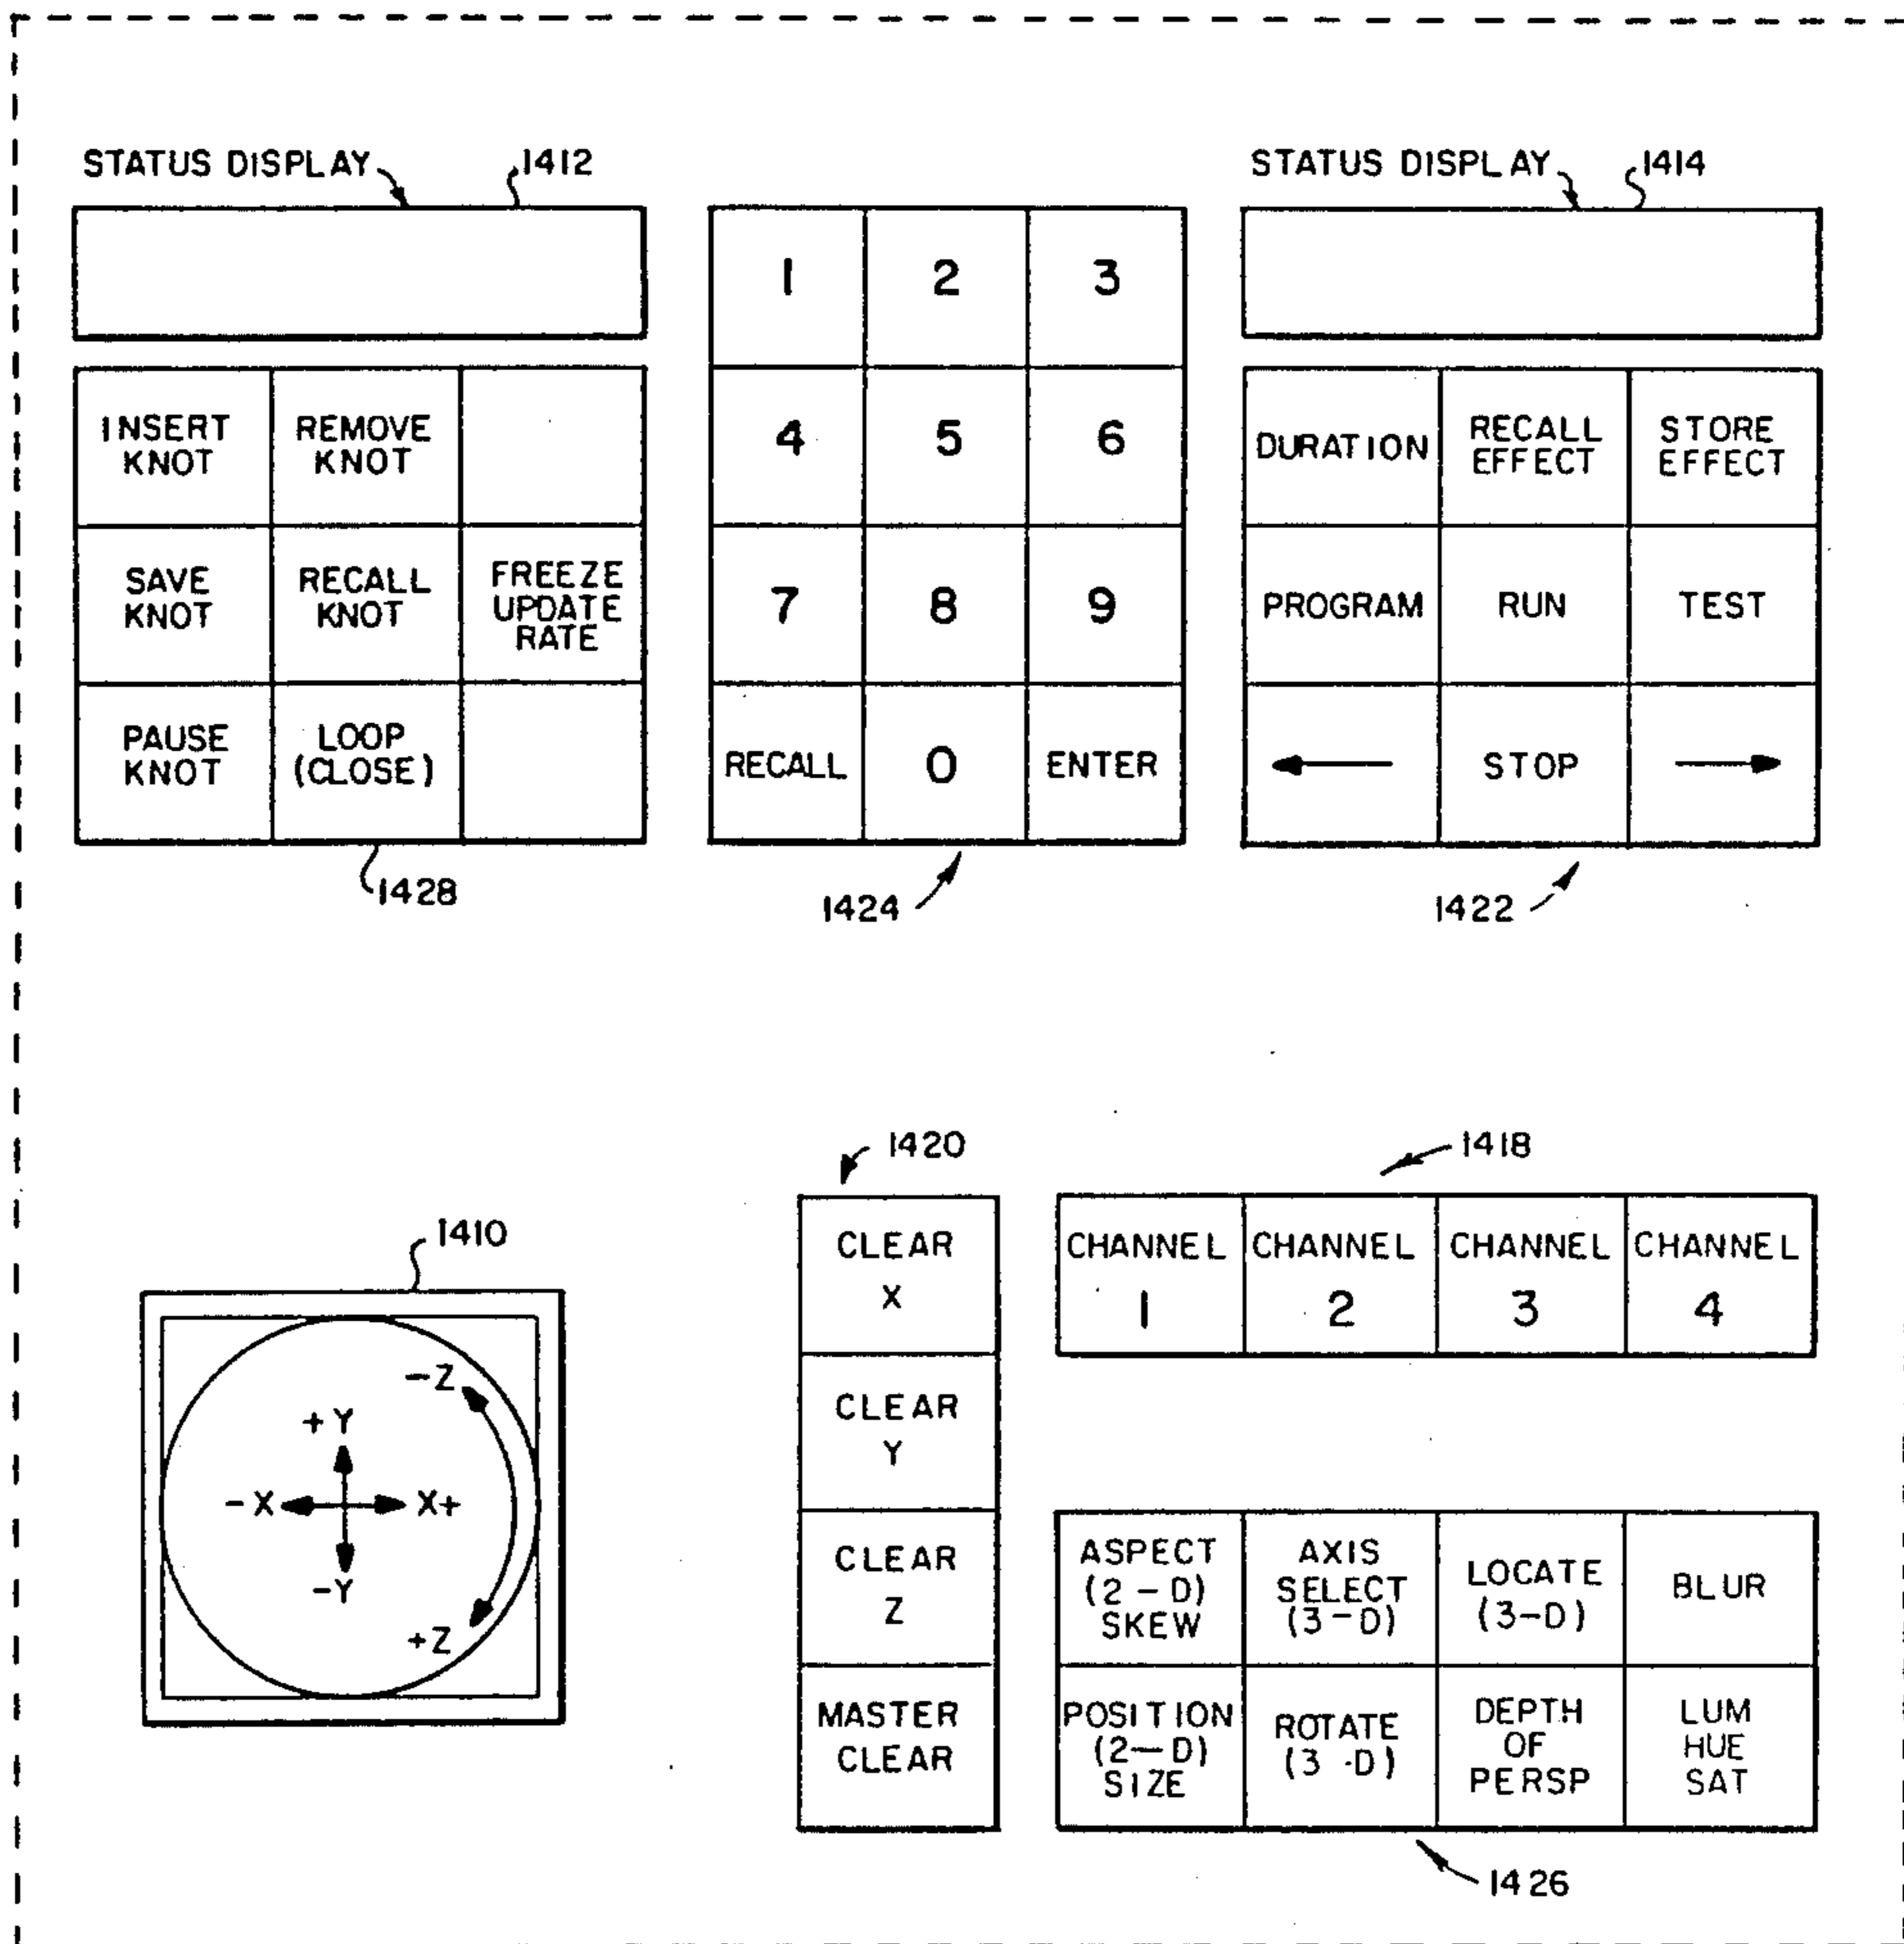 STATUS DISPLAY
1412
INSERT
KNOT
REMOVE
KNOT
SAVE
KNOT
RECALL
KNOT
FREEZE
UPDATE
RATE
PAUSE
KNOT
LOOP
(CLOSE)
1428
1
2
3
4
5
6
7
8
9
RECALL
0
ENTER
1424
STATUS DISPLAY
1414
DURATION
RECALL
EFFECT
STORE
EFFECT
PROGRAM
RUN
TEST
STOP
1422
1410
-Z
+Y
-X
X+
-Y
+Z
1420
CLEAR
X
CLEAR
Y
CLEAR
Z
MASTER
CLEAR
1418
CHANNEL
1
CHANNEL
2
CHANNEL
3
CHANNEL
4
ASPECT
(2-D)
SKEW
AXIS
SELECT
(3-D)
LOCATE
(3-D)
BLUR
POSITION
(2-D)
SIZE
ROTATE
(3-D)
DEPTH
OF
PERSP
LUM
HUE
SAT
1426